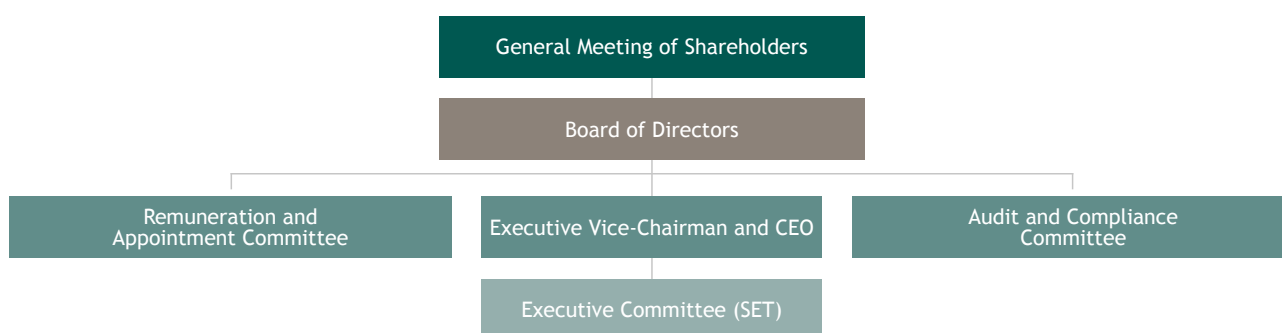 General Meeting of Shareholders
Board of Directors
Remuneration and
Appointment Committee
Executive Vice-Chairman and CEO
Audit and Compliance
Committee
Executive Committee (SET)